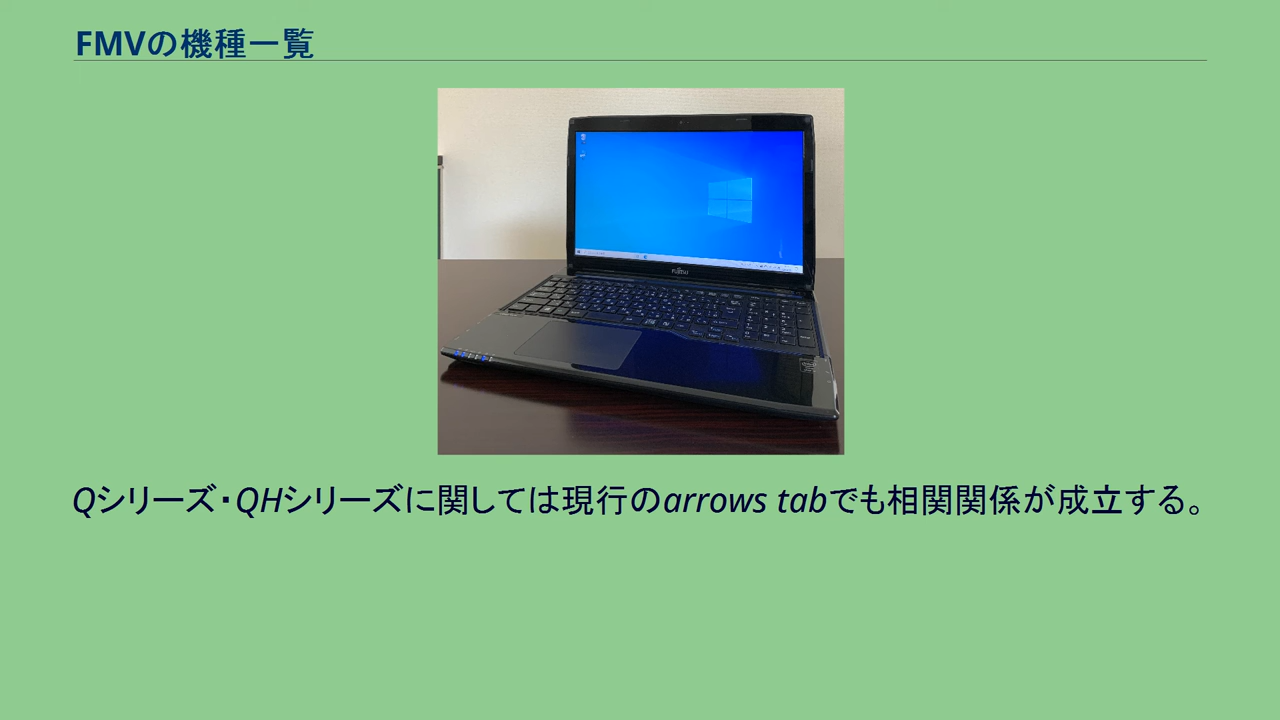 FMVの機種一覧
FUJITSU
Qシリーズ・QHシリーズに関しては現行のarrows tabでも相関関係が成立する。